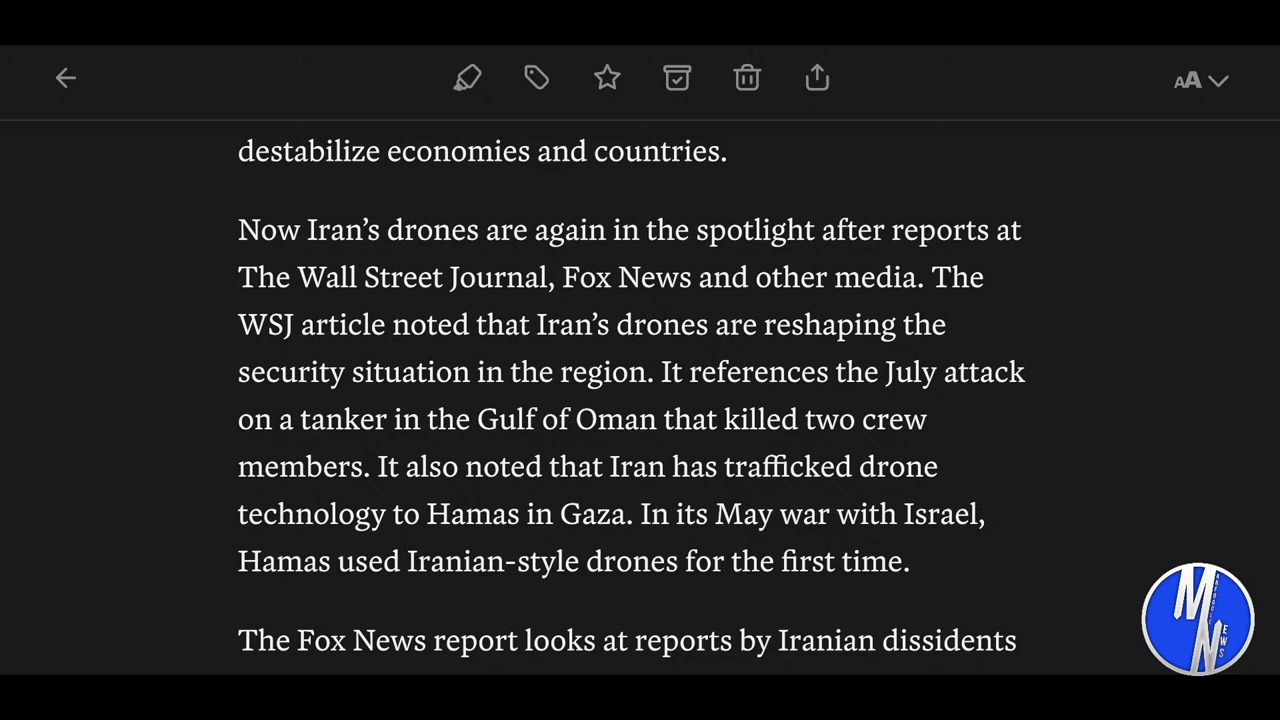 AA
destabilize economies and countries.
Now Iran’s drones are again in the spotlight after reports at
The Wall Street Journal, Fox News and other media. The
WSJ article noted that Iran’s drones are reshaping the
security situation in the region. It references the July attack
on a tanker in the Gulf of Oman that killed two crew
members. It also noted that Iran has trafficked drone
technology to Hamas in Gaza. In its May war with Israel,
Hamas used Iranian-style drones for the first time.
The Fox News report looks at reports by Iranian dissidents
M
N
EWS